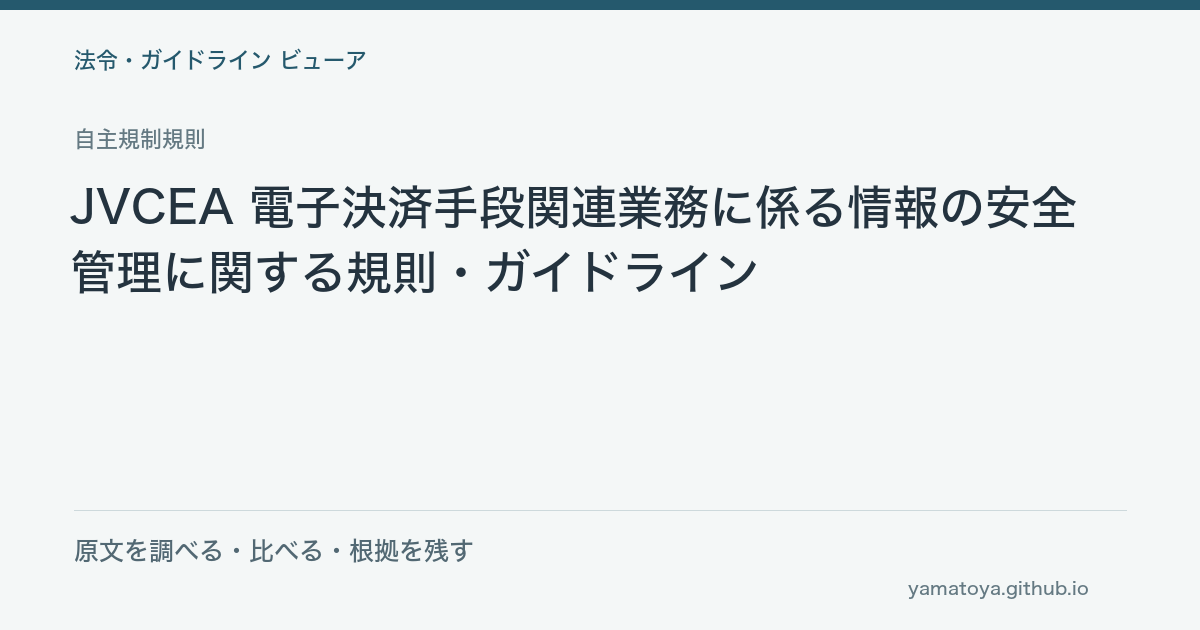 法令・ガイドライン ビューア
自主規制規則
JVCEA 電子決済手段関連業務に係る情報の安全
管理に関する規則・ガイドライン
原文を調べる・比べる・根拠を残す
yamatoya.github.io